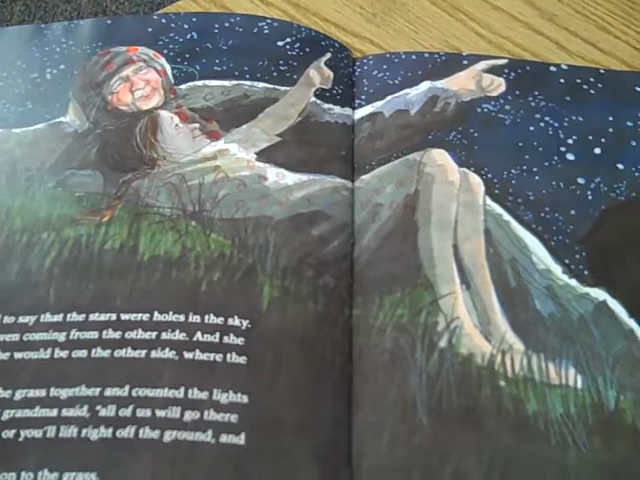 to say that the stars were holes in the sky.
ven coming from the other side. And she
he would be on the other side, where the
he grass together and counted the lights
grandma said, "all of us will go there
or you'll lift right off the ground, and
on to the grass.